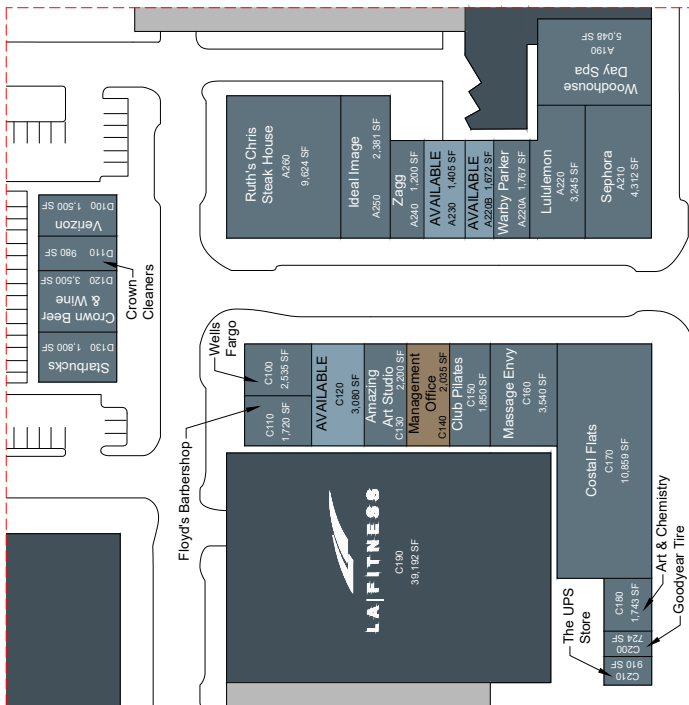 Woodhouse
Day Spa
A190
5,048 SF
Ruth's Chris
Steak House
A260
9,624 SF
Ideal Image
A250 2,381 SF
Zagg
A240 1,200 SF
AVAILABLE
A230 1,405 SF
AVAILABLE
A220B 1,672 SF
Warby Parker
A220A 1,767 SF
Lululemon
A220
3,245 SF
Sephora
A210
4,312 SF
D100 1,500 SF
Verizon
D110 980 SF
Crown
Cleaners
D120 3,500 SF
Crown Beer
& Wine
D130 1,800 SF
Starbucks
Wells
Fargo
C100
2,535 SF
Floyd's Barbershop
C110
1,720 SF
AVAILABLE
C120
3,080 SF
Amazing
Art Studio
C130 2,200 SF
Management
Office
C140 2,035 SF
Club Pilates
C150
1,850 SF
Massage Envy
C160
3,540 SF
Costal Flats
C170
10,859 SF
LA|FITNESS
C190
39,192 SF
C180
1,743 SF
Art & Chemistry
C200
724 SF
Goodyear Tire
C210
910 SF
The UPS
Store